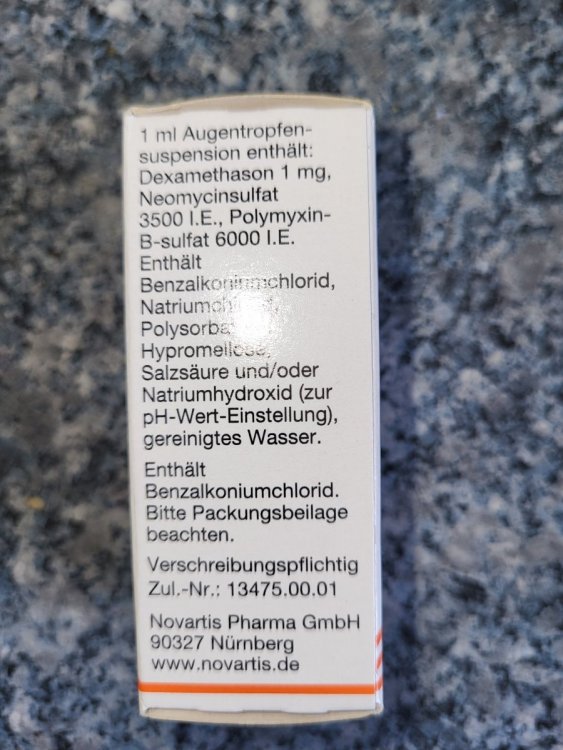 1 ml Augentropfen-
suspension enthält:
Dexamethason 1 mg,
Neomycinsulfat
3500 I.E., Polymyxin-
B-sulfat 6000 I.E.
Enthält
Benzalkoniumchlorid,
Hypromellose,
Salzsäure und/oder
Natriumhydroxid (zur
pH-Wert-Einstellung),
gereinigtes Wasser.
Enthält
Benzalkoniumchlorid.
Bitte Packungsbeilage
beachten.
Verschreibungspflichtig
Zul.-Nr.: 13475.00.01
Novartis Pharma GmbH
90327 Nürnberg
www.novartis.de